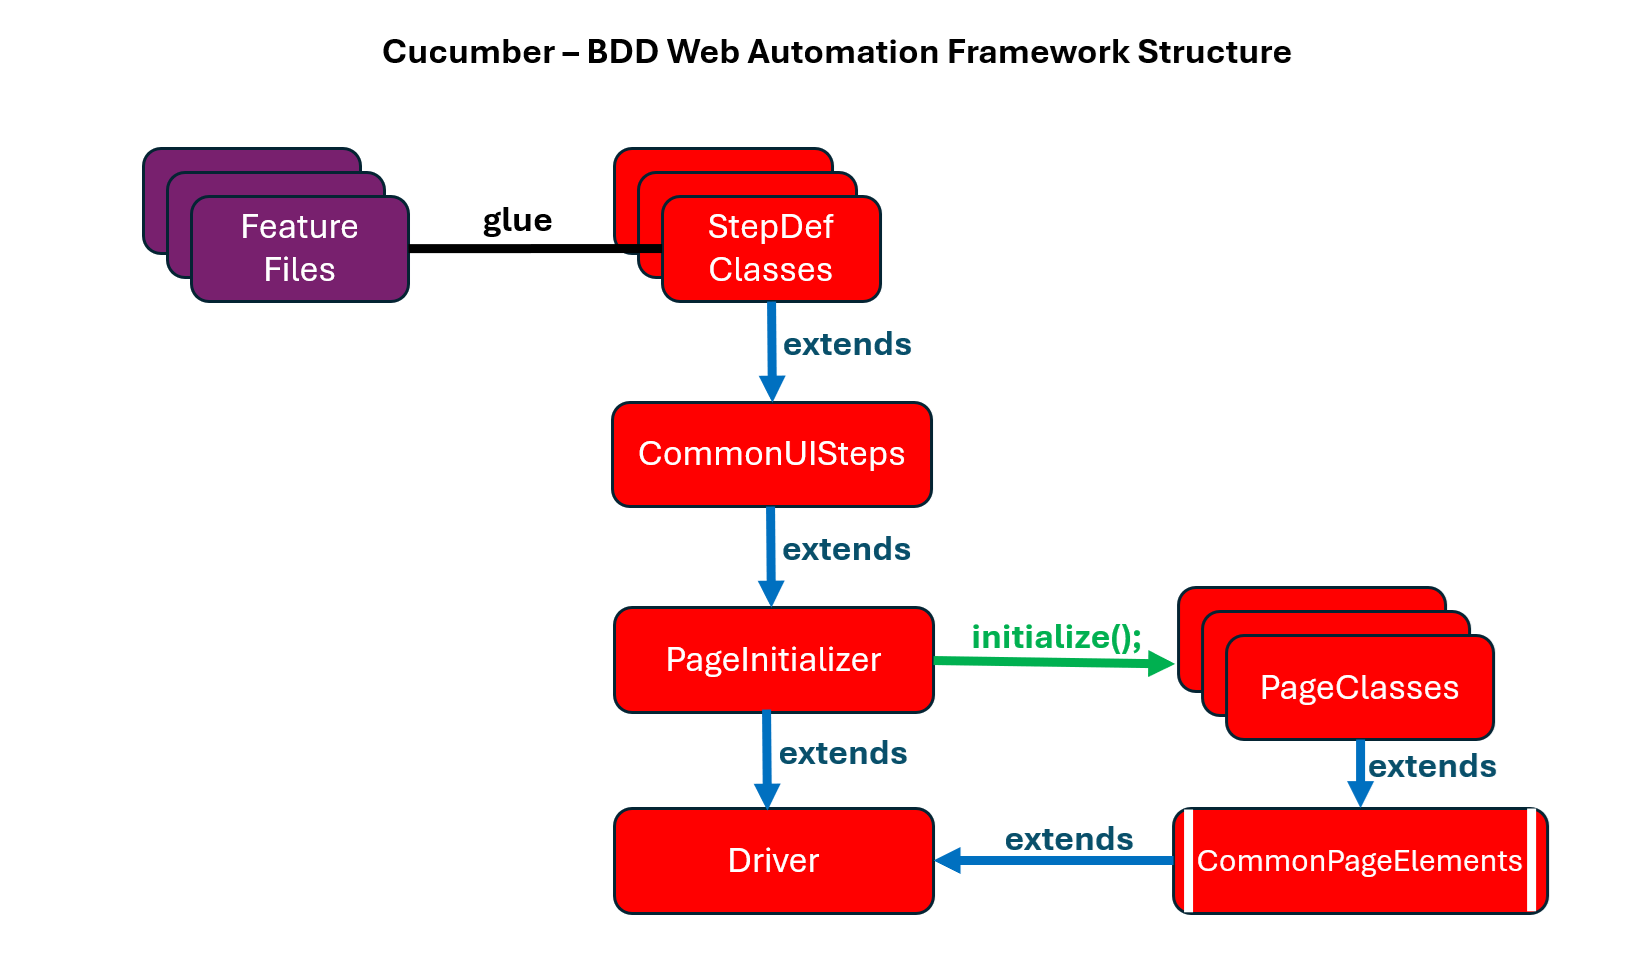 Cucumber – BDD Web Automation Framework Structure
Feature
Files
glue
StepDef
Classes
extends
CommonUISteps
extends
PageInitializer
initialize();
PageClasses
extends
extends
Driver
extends
CommonPageElements